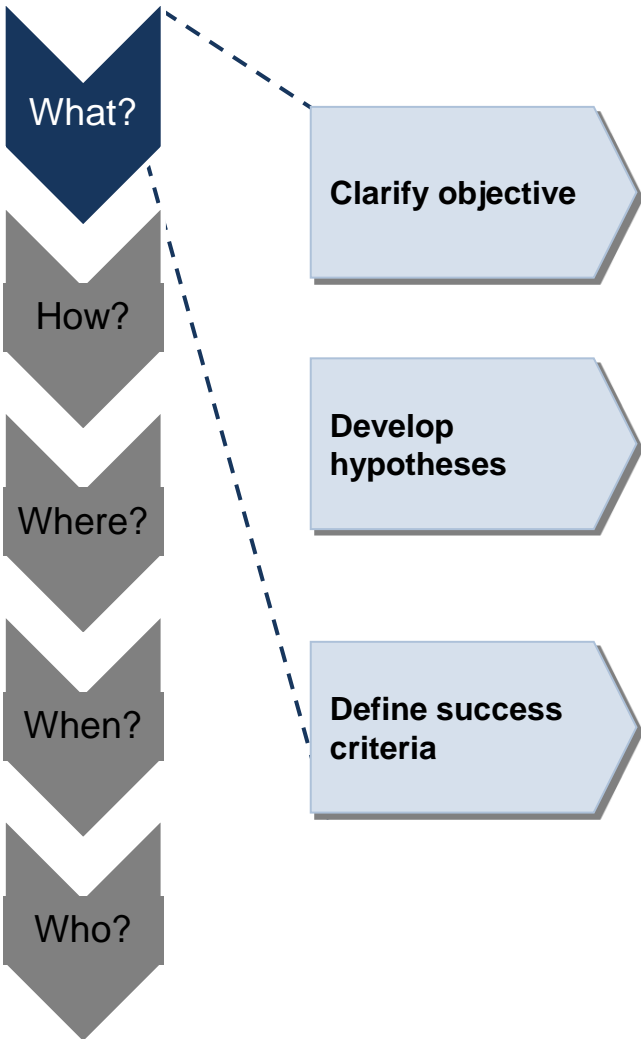 What?
How?
Where?
When?
Who?
Clarify objective
Develop
hypotheses
Define success
criteria